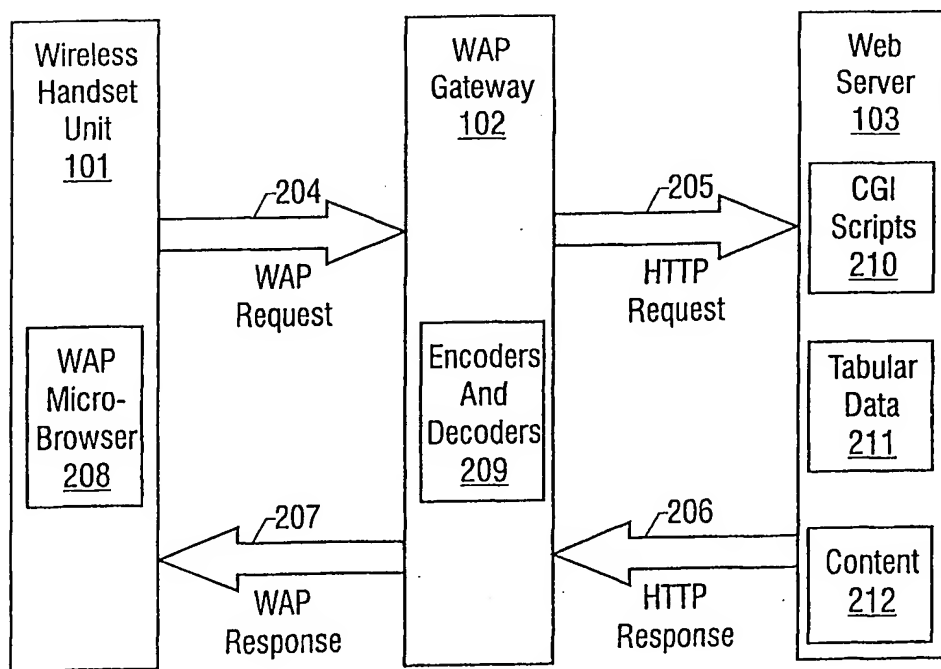 Wireless
Handset
Unit
101
WAP
Gateway
102
Web
Server
103
204
WAP
Request
205
HTTP
Request
CGI
Scripts
210
WAP
Micro-
Browser
208
Encoders
And
Decoders
209
Tabular
Data
211
207
WAP
Response
206
HTTP
Response
Content
212